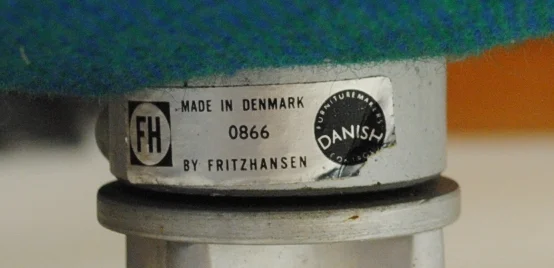 FH
MADE IN DENMARK
0866
BY FRITZHANSEN
FURNITUREMAKERS
DANISH